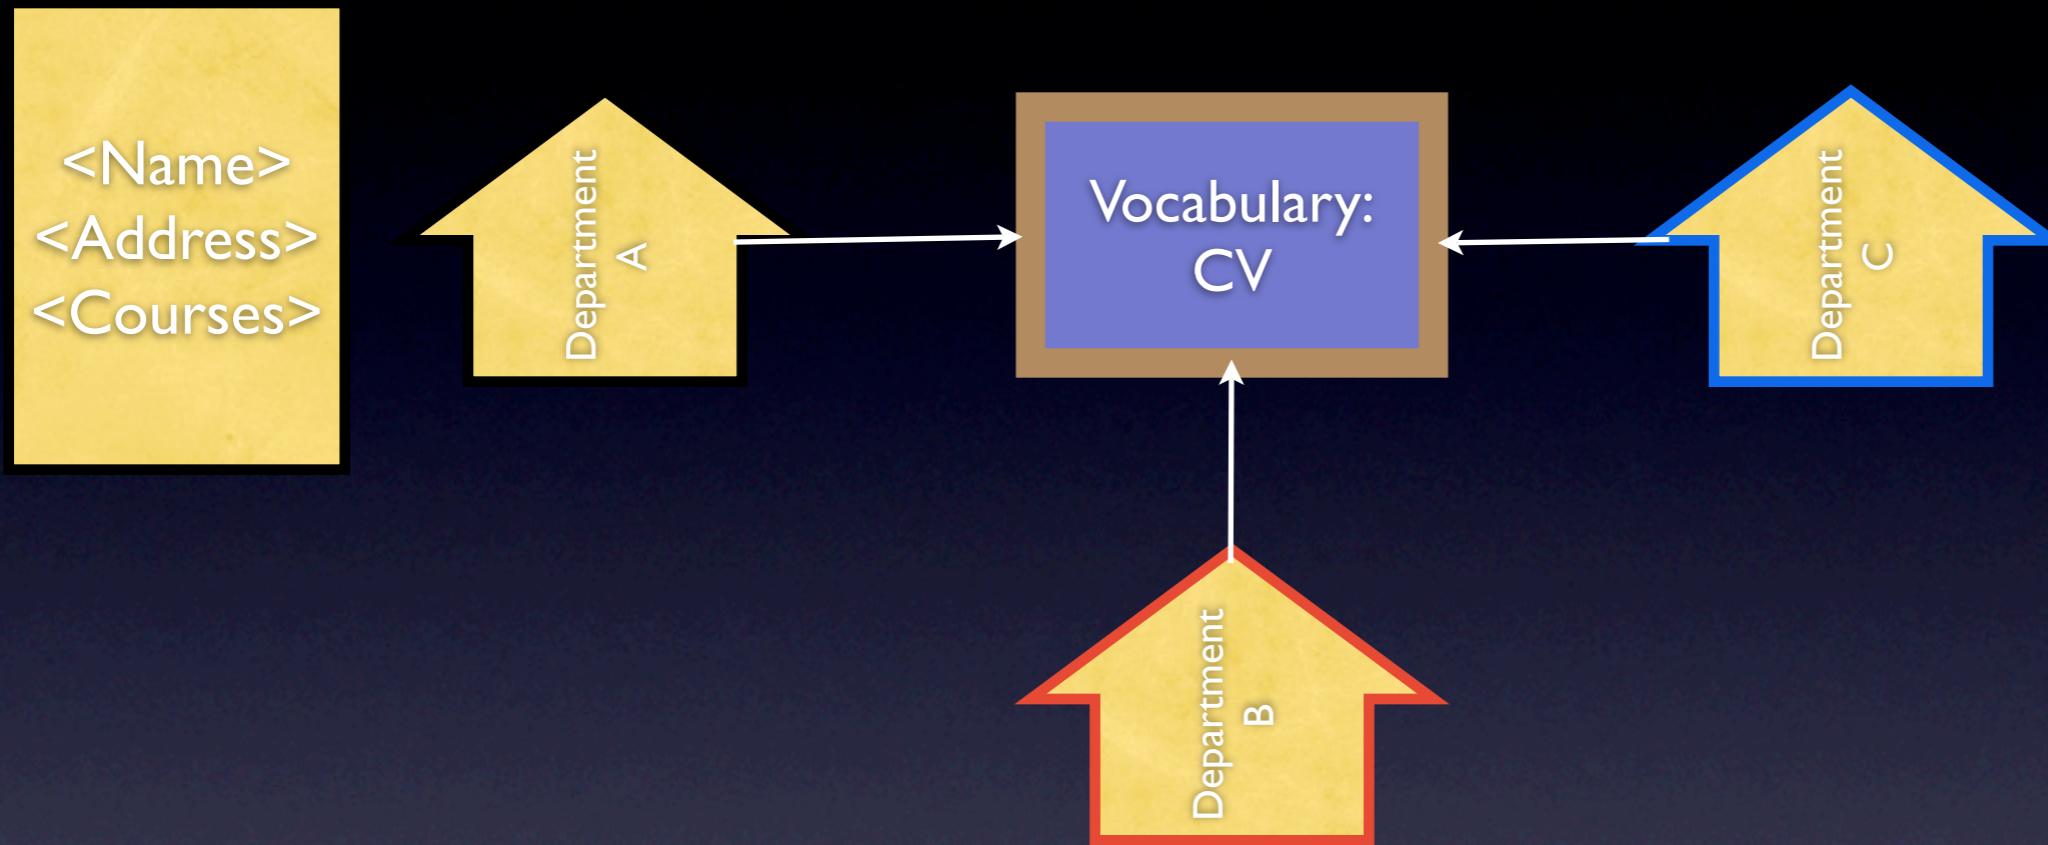 <Name>
<Address>
<Courses>
Department
A
Vocabulary:
CV
Department
C
Department
B